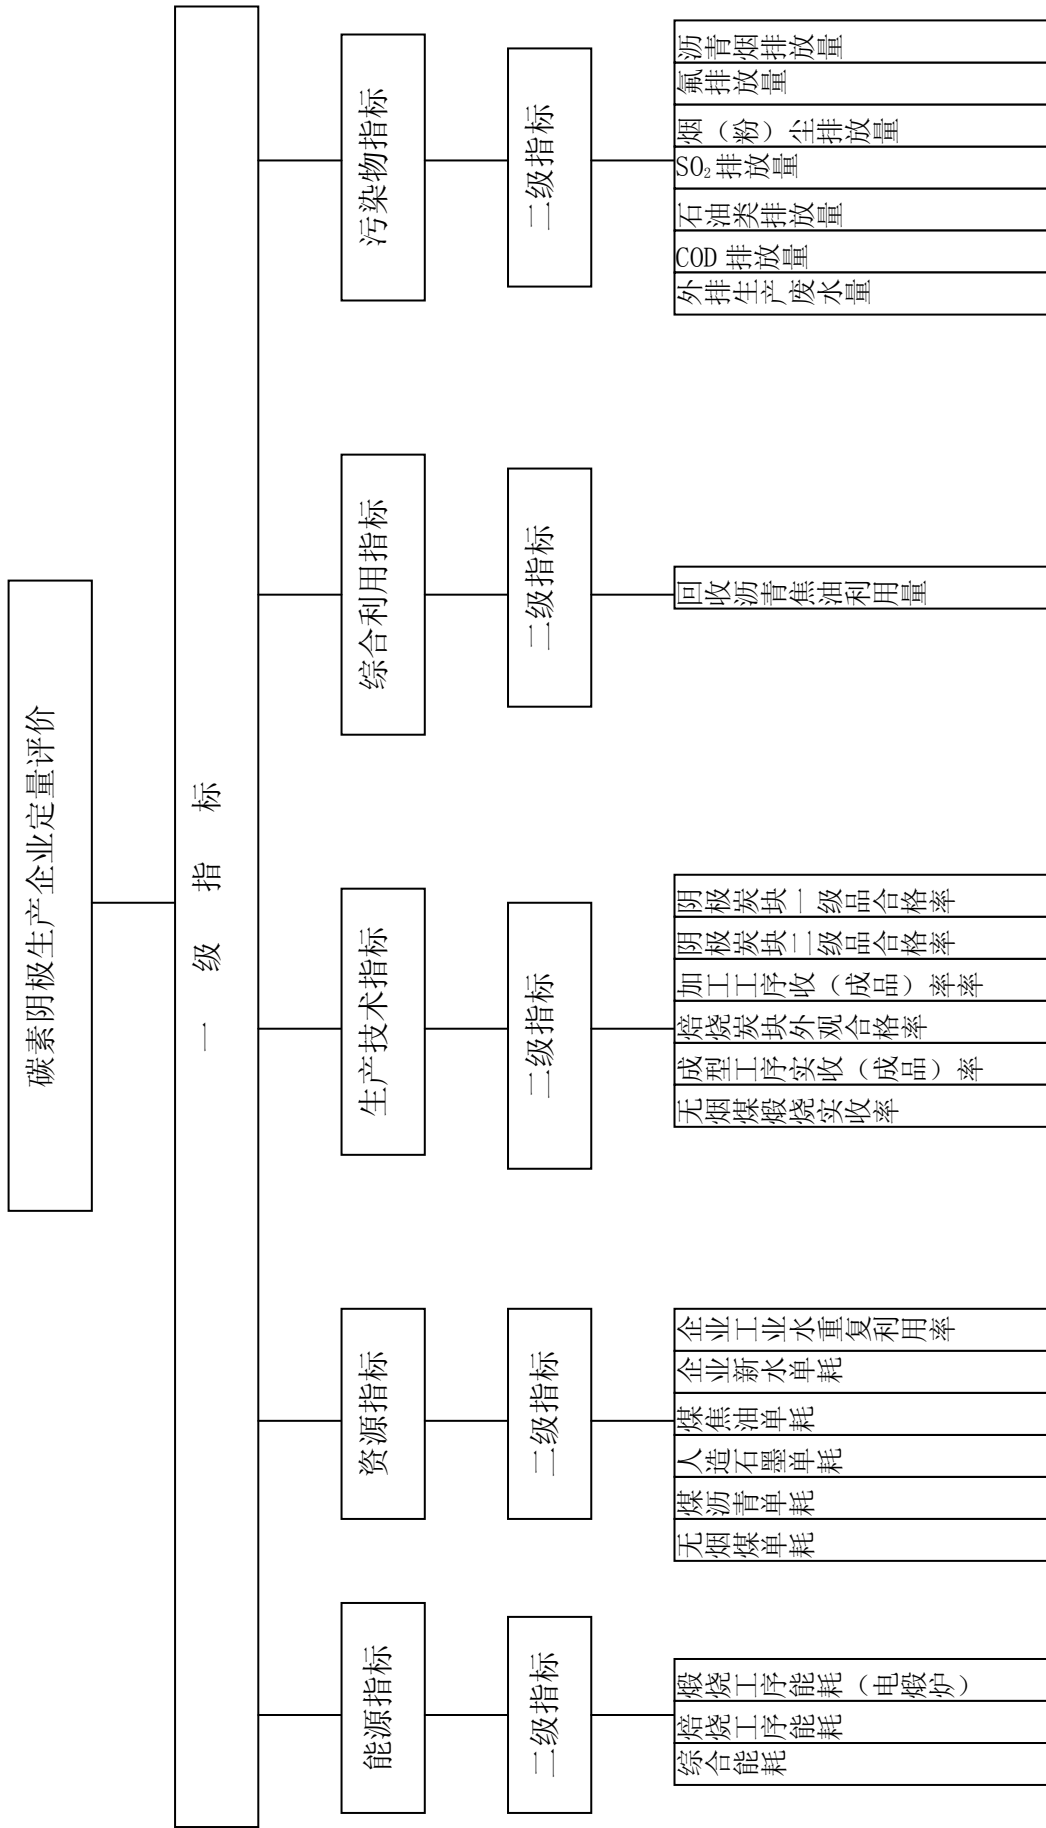 碳素阴极生产企业定量评价
一级指标
能源指标
资源指标
生产技术指标
综合利用指标
污染物指标
二级指标
二级指标
二级指标
二级指标
二级指标
综合能耗
焙烧工序能耗
煅烧工序能耗（电煅炉）
无烟煤单耗
煤沥青单耗
人造石墨单耗
煤焦油单耗
企业新水单耗
企业工业水重复利用率
无烟煤煅烧实收率
成型工序实收（成品）率
焙烧炭块外观合格率
加工工序收（成品）率率
阴极炭块二级品合格率
阴极炭块一级品合格率
回收沥青焦油利用量
外排生产废水量
COD 排放量
石油类排放量
SO₂排放量
烟（粉）尘排放量
氟排放量
沥青烟排放量